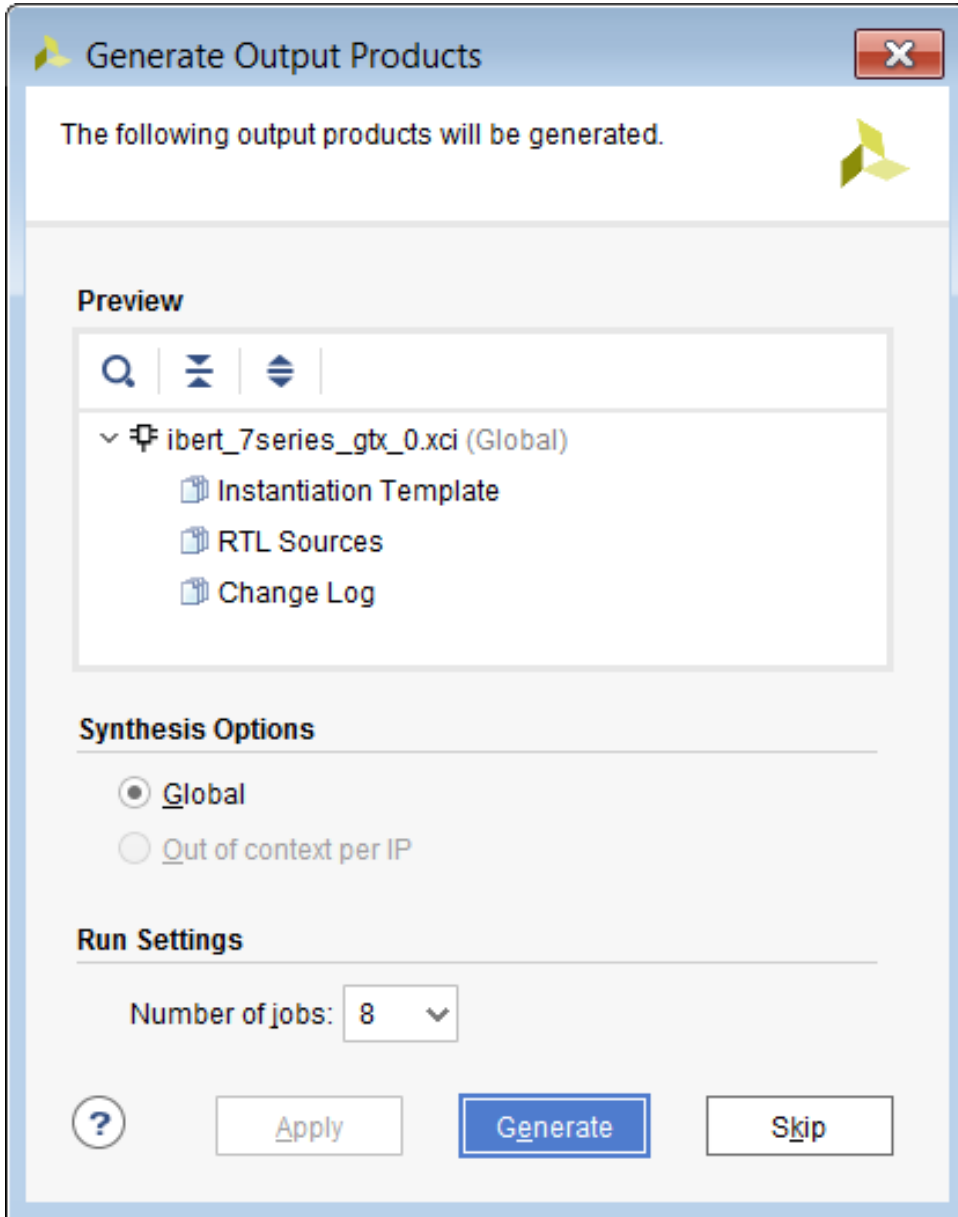 Generate Output Products
The following output products will be generated.
Preview
ibert_7series_gtx_0.xci (Global)
Instantiation Template
RTL Sources
Change Log
Synthesis Options
Global
Out of context per IP
Run Settings
Number of jobs: 8
? Apply Generate Skip